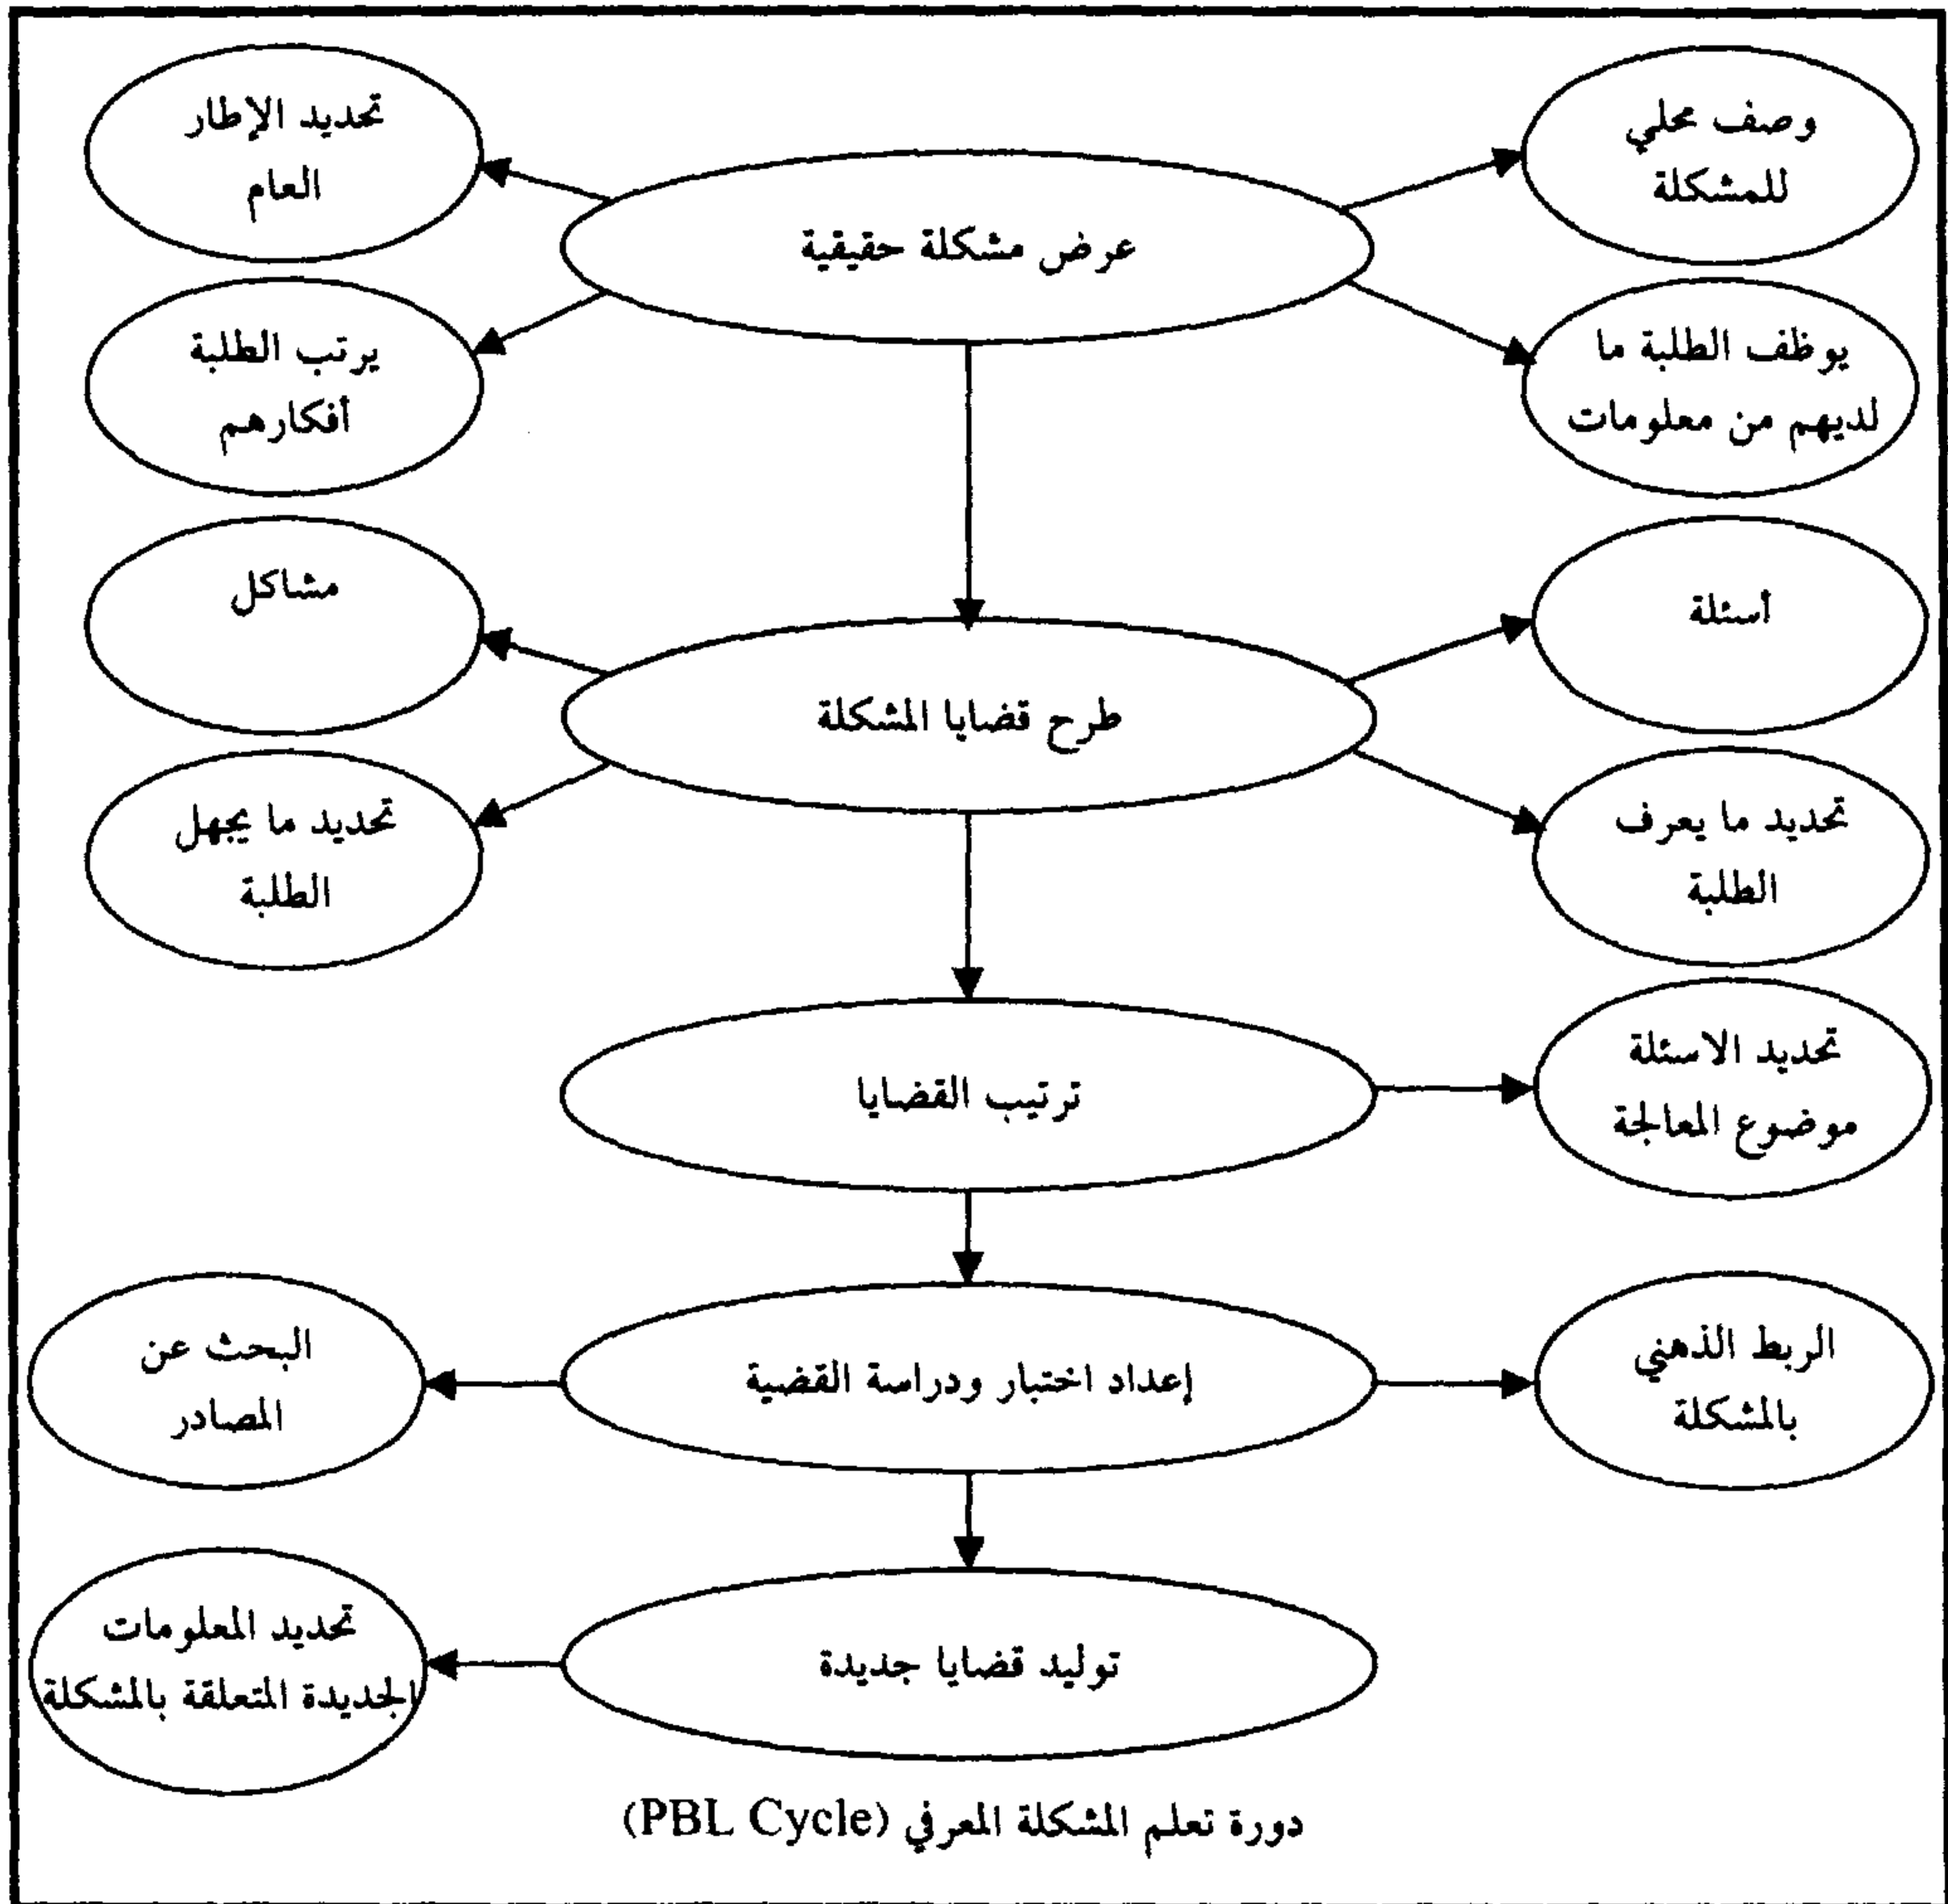 وصف محلي
للمشكلة
عرض مشكلة حقيقية
تحديد الإطار
العام
يوظف الطلبة ما
لديهم من معلومات
يرتب الطلبة
أفكارهم
أسئلة
طرح قضايا المشكلة
مشاكل
تحديد ما يعرف
الطلبة
تحديد ما يجهل
الطلبة
تحديد الاسئلة
موضوع المعالجة
ترتيب القضايا
الربط الذهني
بالمشكلة
إعداد اختبار ودراسة القضية
البحث عن
المصادر
توليد قضايا جديدة
تحديد المعلومات
الجديدة المتعلقة بالمشكلة
دورة تعلم المشكلة المعرفي (PBL Cycle)